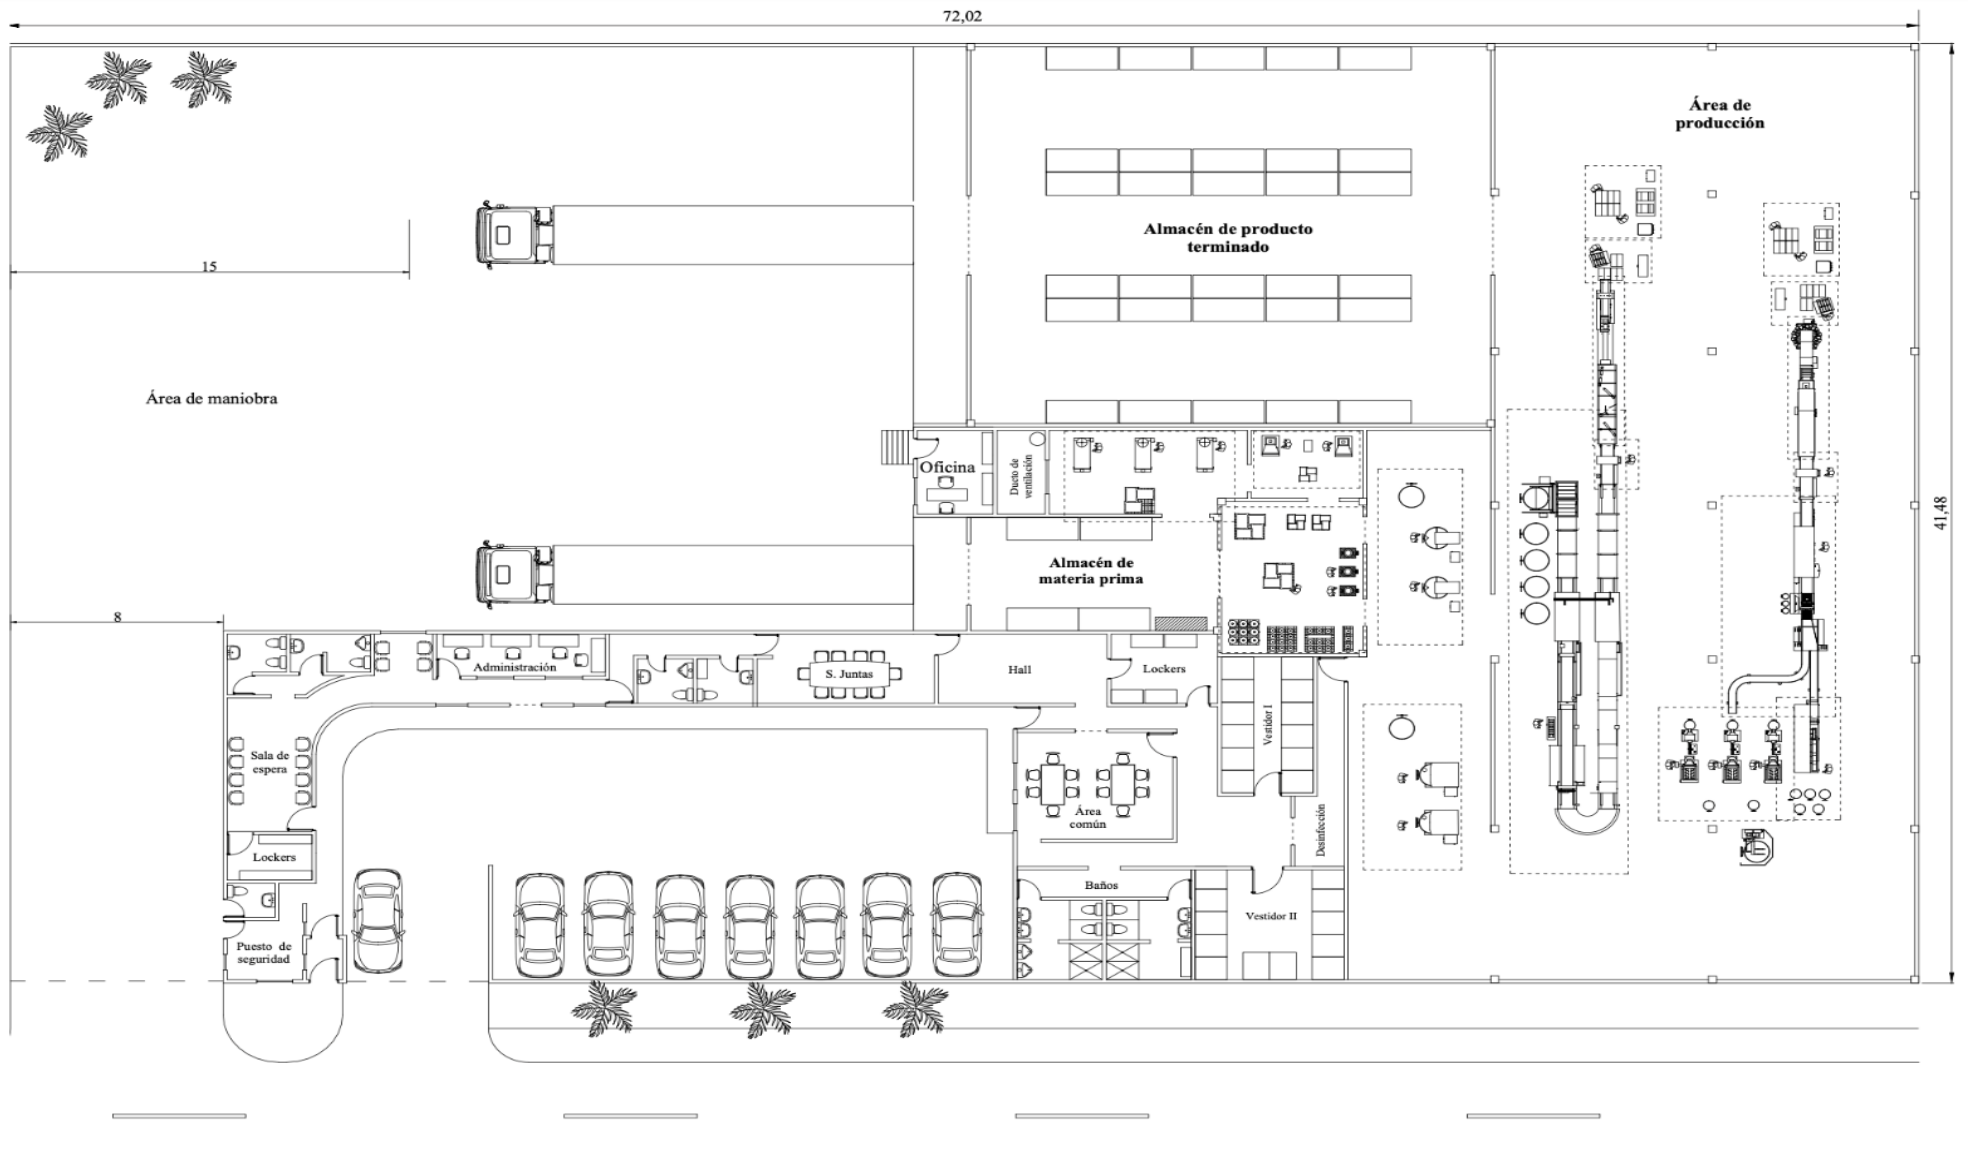 72,02
Área de
producción
Almacén de producto
terminado
15
Área de maniobra
Oficina
Ducto de
ventilación
41,48
Almacén de
materia prima
8
Administración
S. Juntas
Hall
Lockers
Vestidor I
Sala de
espera
Área
común
Desinfección
Lockers
Baños
Vestidor II
Puesto de
seguridad